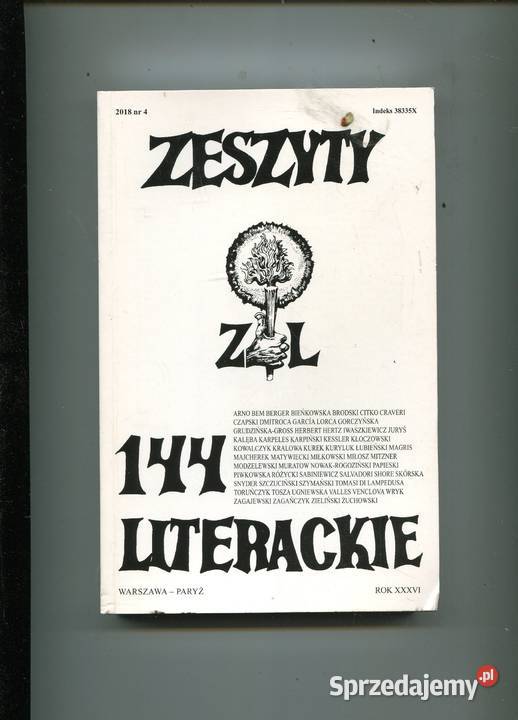 2018 nr 4
Indeks 38335X
ZESZYTY
Z L
ARNO BEM BERGER BIEŃKOWSKA BRODSKI CITKO CRAVERI
CZAPSKI DMITROCA GARCÍA LORCA GORCZYŃSKA
GRUDZIŃSKA-GROSS HERBERT HERTZ IWASZKIEWICZ JURYŚ
KALĘBA KARPELES KARPIŃSKI KESSLER KŁOCZOWSKI
KOWALCZYK KRALOWA KUREK KURYLUK ŁUBIEŃSKI MAGRIS
MAJCHEREK MATYWIECKI MIŁKOWSKI MIŁOSZ MITZNER
MODZELEWSKI MURATOW NOWAK-ROGOZIŃSKI PAPIESKI
PIWKOWSKA RÓŻYCKI SABINIEWICZ SALVADORI SHORE SKÓRSKA
SNYDER SZCZUCIŃSKI SZYMAŃSKI TOMASI DI LAMPEDUSA
TORUŃCZYK TOSZA UGNIEWSKA VALLES VENCLOVA WRYK
ZAGAJEWSKI ZAGAŃCZYK ZIELIŃSKI ŻUCHOWSKI
144
LITERACKIE
WARSZAWA – PARYŻ
ROK XXXVI
Sprzedajemy.pl